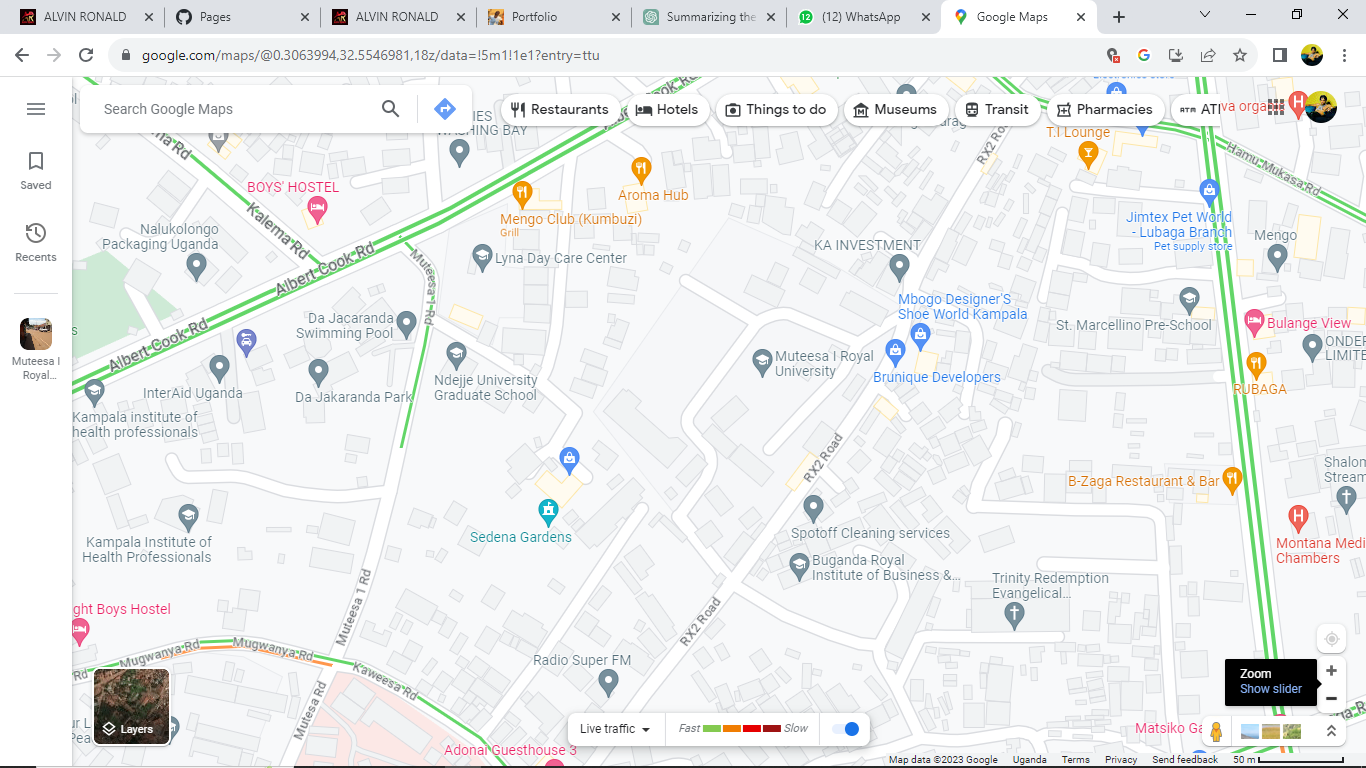 ALVIN RONALD
Pages
ALVIN RONALD
Portfolio
Summarizing the
(12) WhatsApp
Google Maps
google.com/maps/@0.3063994,32.5546981,18z/data=!5m1!1e1?entry=ttu
Search Google Maps
Restaurants
Hotels
Things to do
Museums
Transit
Pharmacies
Saved
Recents
Muteesa I
Royal...
WASHING BAY
BOYS' HOSTEL
Kalema Rd
Nalukolongo
Packaging Uganda
Albert Cook Rd
Albert Cook Rd
Aroma Hub
Mengo Club (Kumbuzi)
Grill
Lyna Day Care Center
Muteesa 1 Rd
T.I Lounge
Hamu Mukasa Rd
Jimtex Pet World
- Lubaga Branch
Pet supply store
Mengo
KA INVESTMENT
RX2 Road
Mbogo Designer'S
Shoe World Kampala
St. Marcellino Pre-School
Bulange View
Da Jacaranda
Swimming Pool
InterAid Uganda
Da Jakaranda Park
Ndejje University
Graduate School
Muteesa I Royal
University
Brunique Developers
RUBAGA
Kampala institute of
health professionals
RX2 Road
B-Zaga Restaurant & Bar
Shalom
Stream
Sedena Gardens
Spotoff Cleaning services
Kampala Institute of
Health Professionals
Montana Medi
Chambers
Buganda Royal
Institute of Business &...
Trinity Redemption
Evangelical...
ght Boys Hostel
Muteesa 1 Rd
RX2 Road
Mugwanya Rd
Mugwanya Rd
Kaweesa Rd
Radio Super FM
Mutesa Rd
Zoom
Show slider
Layers
Live traffic
Fast
Slow
Adonai Guesthouse 3
Matsiko Ga
Map data ©2023 Google
Uganda
Terms
Privacy
Send feedback
50 m